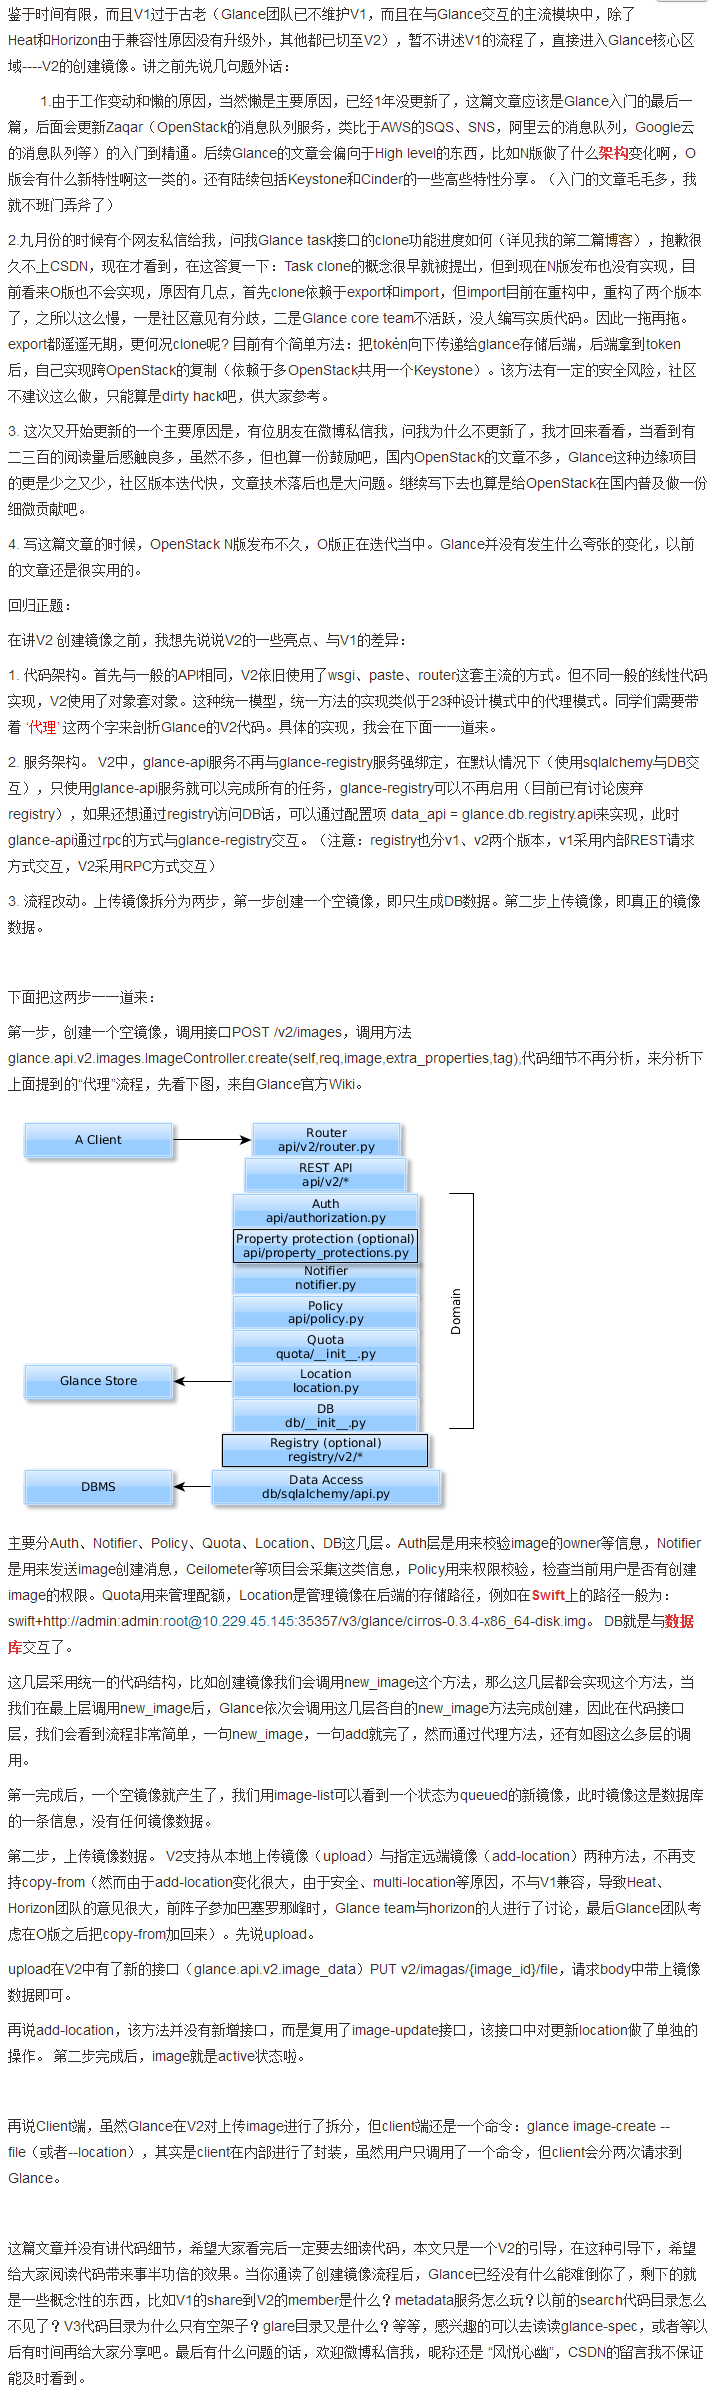 鉴于时间有限，而且V1过于古老（Glance团队已不维护V1，而且在与Glance交互的主流模块中，除了
Heat和Horizon由于兼容性原因没有升级外，其他都已切至V2），暂不讲述V1的流程了，直接进入Glance核心区
域----V2的创建镜像。讲之前先说几句题外话：
1.由于工作变动和懒的原因，当然懒是主要原因，已经1年没更新了，这篇文章应该是Glance入门的最后一
篇，后面会更新Zaqar（OpenStack的消息队列服务，类比于AWS的SQS、SNS，阿里云的消息队列，Google云
的消息队列等）的入门到精通。后续Glance的文章会偏向于High level的东西，比如N版做了什么架构变化啊，O
版会有什么新特性啊这一类的。还有陆续包括Keystone和Cinder的一些高些特性分享。（入门的文章毛毛多，我
就不班门弄斧了）
2.九月份的时候有个网友私信给我，问我Glance task接口的clone功能进度如何（详见我的第二篇博客），抱歉很
久不上CSDN，现在才看到，在这答复一下：Task clone的概念很早就被提出，但到现在N版发布也没有实现，目
前看来O版也不会实现，原因有几点，首先clone依赖于export和import，但import目前在重构中，重构了两个版本
了，之所以这么慢，一是社区意见有分歧，二是Glance core team不活跃，没人编写实质代码。因此一拖再拖。
export都遥遥无期，更何况clone呢? 目前有个简单方法：把token向下传递给glance存储后端，后端拿到token
后，自己实现跨OpenStack的复制（依赖于多OpenStack共用一个Keystone）。该方法有一定的安全风险，社区
不建议这么做，只能算是dirty hack吧，供大家参考。
3. 这次又开始更新的一个主要原因是，有位朋友在微博私信我，问我为什么不更新了，我才回来看看，当看到有
二三百的阅读量后感触良多，虽然不多，但也算一份鼓励吧，国内OpenStack的文章不多，Glance这种边缘项目
的更是少之又少，社区版本迭代快，文章技术落后也是大问题。继续写下去也算是给OpenStack在国内普及做一份
细微贡献吧。
4. 写这篇文章的时候，OpenStack N版发布不久，O版正在迭代当中。Glance并没有发生什么夸张的变化，以前
的文章还是很实用的。
回归正题：
在讲V2 创建镜像之前，我想先说说V2的一些亮点、与V1的差异：
1. 代码架构。首先与一般的API相同，V2依旧使用了wsgi、paste、router这套主流的方式。但不同一般的线性代码
实现，V2使用了对象套对象。这种统一模型，统一方法的实现类似于23种设计模式中的代理模式。同学们需要带
着 ‘代理’ 这两个字来剖析Glance的V2代码。具体的实现，我会在下面一一道来。
2. 服务架构。 V2中，glance-api服务不再与glance-registry服务强绑定，在默认情况下（使用sqlalchemy与DB交
互），只使用glance-api服务就可以完成所有的任务，glance-registry可以不再启用（目前已有讨论废弃
registry），如果还想通过registry访问DB话，可以通过配置项 data_api = glance.db.registry.api来实现，此时
glance-api通过rpc的方式与glance-registry交互。（注意：registry也分v1、v2两个版本，v1采用内部REST请求
方式交互，V2采用RPC方式交互）
3. 流程改动。上传镜像拆分为两步，第一步创建一个空镜像，即只生成DB数据。第二步上传镜像，即真正的镜像
数据。
下面把这两步一一道来：
第一步，创建一个空镜像，调用接口POST /v2/images，调用方法
glance.api.v2.images.ImageController.create(self,req,image,extra_properties,tag),代码细节不再分析，来分析下
上面提到的“代理”流程，先看下图，来自Glance官方Wiki。
A Client
Router
api/v2/router.py
REST API
api/v2/*
Auth
api/authorization.py
Property protection (optional)
api/property_protections.py
Notifier
notifier.py
Policy
api/policy.py
Quota
quota/__init__.py
Domain
Glance Store
Location
location.py
DB
db/__init__.py
Registry (optional)
registry/v2/*
DBMS
Data Access
db/sqlalchemy/api.py
主要分Auth、Notifier、Policy、Quota、Location、DB这几层。Auth层是用来校验image的owner等信息，Notifier
是用来发送image创建消息，Ceilometer等项目会采集这类信息，Policy用来权限校验，检查当前用户是否有创建
image的权限。Quota用来管理配额，Location是管理镜像在后端的存储路径，例如在Swift上的路径一般为：
swift+http://admin:admin:root@10.229.45.145:35357/v3/glance/cirros-0.3.4-x86_64-disk.img。 DB就是与数据
库交互了。
这几层采用统一的代码结构，比如创建镜像我们会调用new_image这个方法，那么这几层都会实现这个方法，当
我们在最上层调用new_image后，Glance依次会调用这几层各自的new_image方法完成创建，因此在代码接口
层，我们会看到流程非常简单，一句new_image，一句add就完了，然而通过代理方法，还有如图这么多层的调
用。
第一完成后，一个空镜像就产生了，我们用image-list可以看到一个状态为queued的新镜像，此时镜像这是数据库
的一条信息，没有任何镜像数据。
第二步，上传镜像数据。 V2支持从本地上传镜像（upload）与指定远端镜像（add-location）两种方法，不再支
持copy-from（然而由于add-location变化很大，由于安全、multi-location等原因，不与V1兼容，导致Heat、
Horizon团队的意见很大，前阵子参加巴塞罗那峰时，Glance team与horizon的人进行了讨论，最后Glance团队考
虑在O版之后把copy-from加回来）。先说upload。
upload在V2中有了新的接口（glance.api.v2.image_data）PUT v2/imagas/{image_id}/file，请求body中带上镜像
数据即可。
再说add-location，该方法并没有新增接口，而是复用了image-update接口，该接口中对更新location做了单独的
操作。 第二步完成后，image就是active状态啦。
再说Client端，虽然Glance在V2对上传image进行了拆分，但client端还是一个命令：glance image-create --
file（或者--location），其实是client在内部进行了封装，虽然用户只调用了一个命令，但client会分两次请求到
Glance。
这篇文章并没有讲代码细节，希望大家看完后一定要去细读代码，本文只是一个V2的引导，在这种引导下，希望
给大家阅读代码带来事半功倍的效果。当你通读了创建镜像流程后，Glance已经没有什么能难倒你了，剩下的就
是一些概念性的东西，比如V1的share到V2的member是什么？metadata服务怎么玩？以前的search代码目录怎么
不见了？V3代码目录为什么只有空架子？glare目录又是什么？等等，感兴趣的可以去读读glance-spec，或者等以
后有时间再给大家分享吧。最后有什么问题的话，欢迎微博私信我，昵称还是 “风悦心幽”，CSDN的留言我不保证
能及时看到。